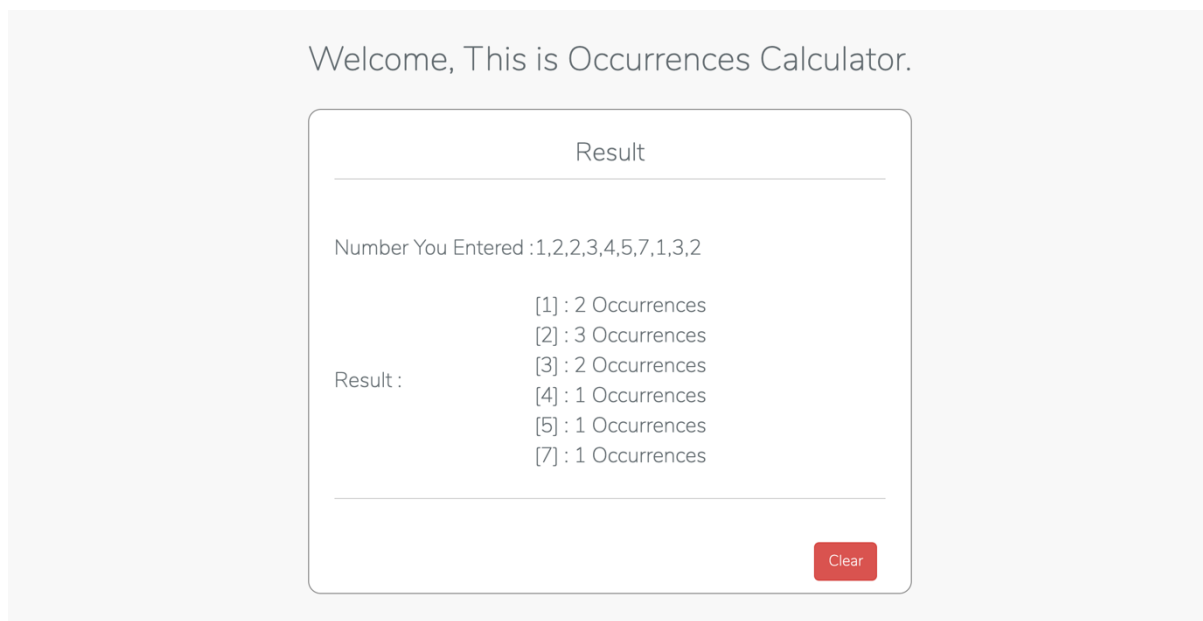 Welcome, This is Occurrences Calculator.
Result
Number You Entered :1,2,2,3,4,5,7,1,3,2
Result :
[1] : 2 Occurrences
[2] : 3 Occurrences
[3] : 2 Occurrences
[4] : 1 Occurrences
[5] : 1 Occurrences
[7] : 1 Occurrences
Clear